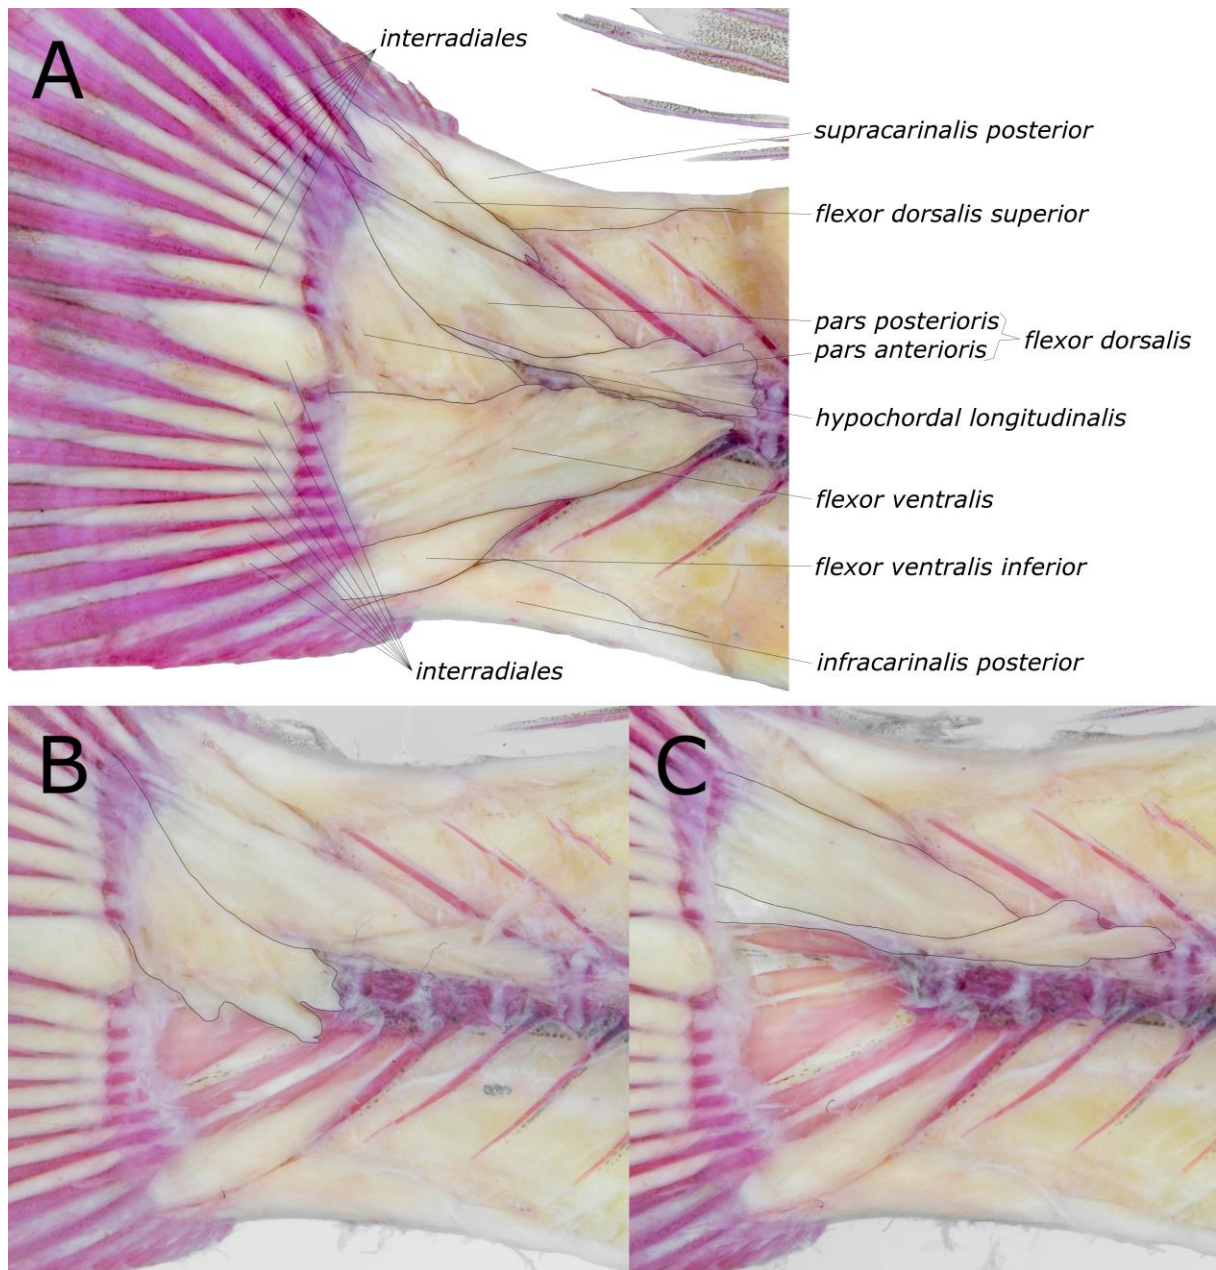 A
interradiales
supracarinalis posterior
flexor dorsalis superior
pars posterioris
pars anterioris
flexor dorsalis
hypochordal longitudinalis
flexor ventralis
flexor ventralis inferior
infracarinalis posterior
interradiales
B
C